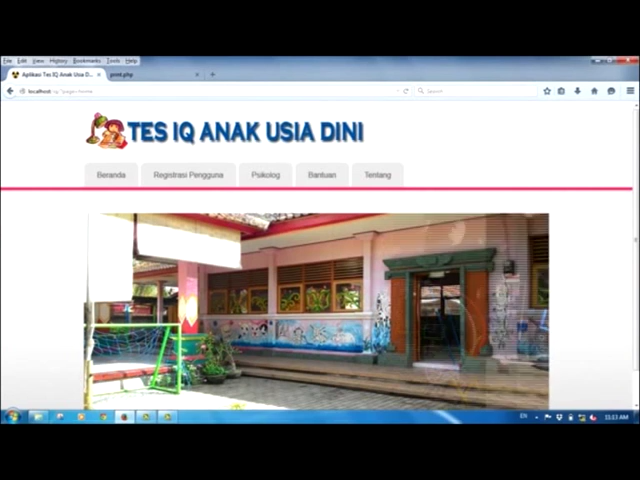 File Edit View History Bookmarks Tools Help
Aplikasi Tes IQ Anak Usia D...
print.php
Search
TES IQ ANAK USIA DINI
Beranda Registrasi Pengguna Psikolog Bantuan Tentang
EN